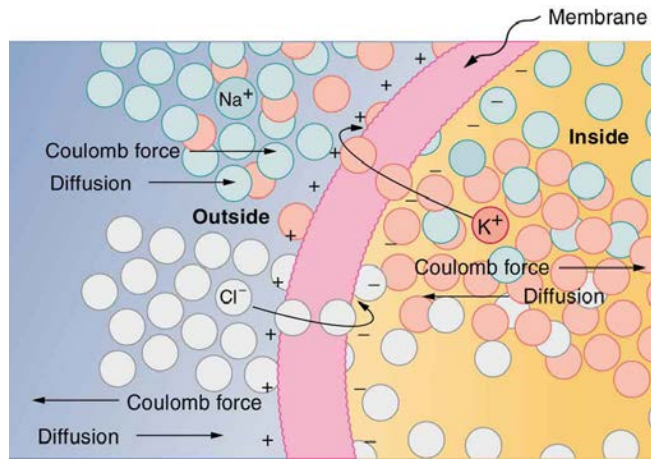 Membrane
Na+
Inside
Coulomb force
Diffusion
Outside
K+
Coulomb force
Cl−
Diffusion
Coulomb force
Diffusion